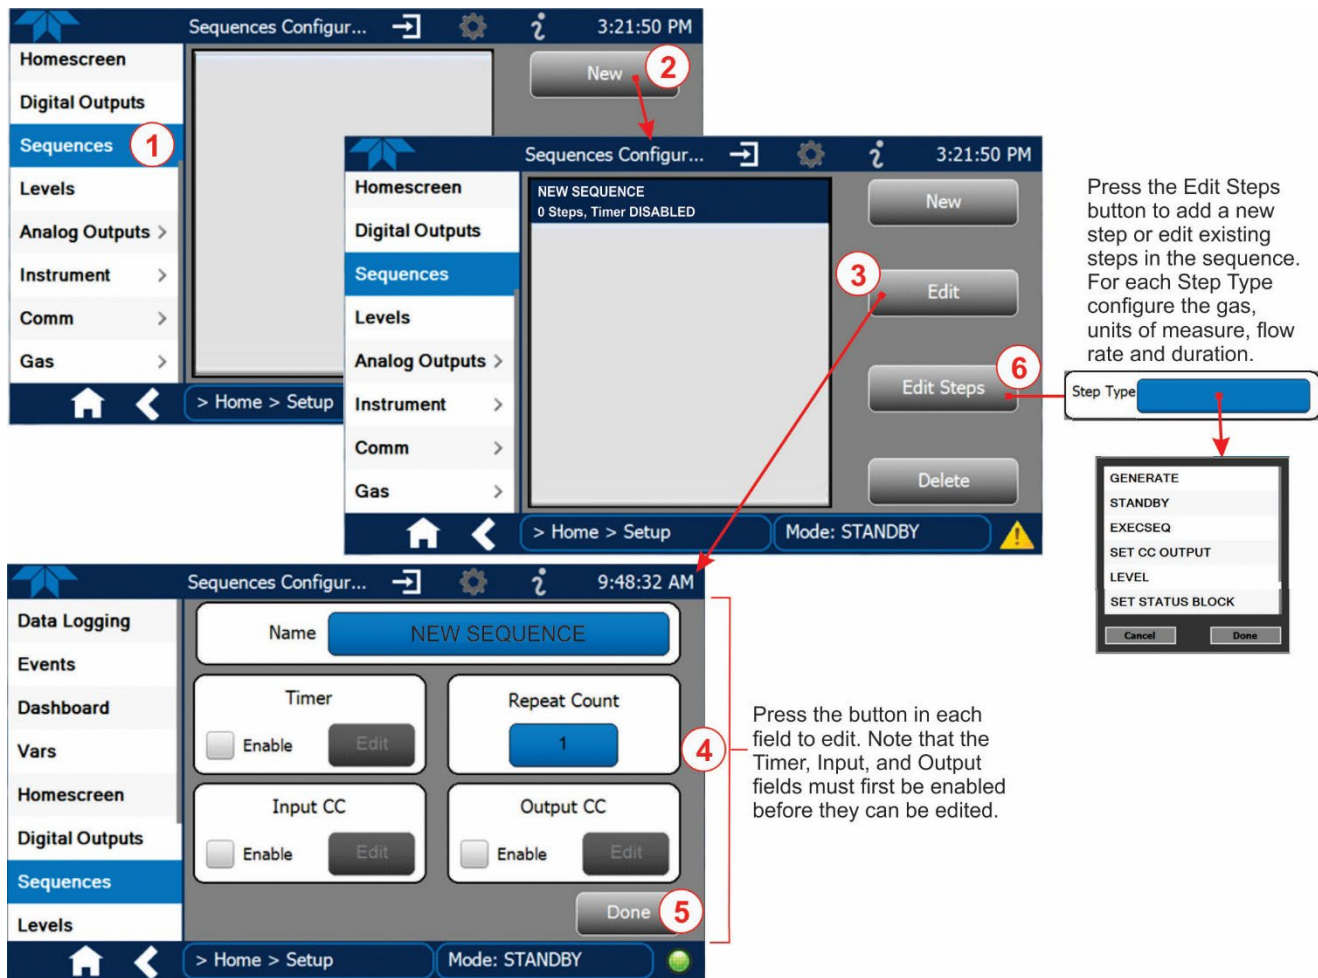 Sequences Configur... 3:21:50 PM
Homescreen
Digital Outputs
Sequences 1
Levels
Analog Outputs >
Instrument >
Comm >
Gas >
New 2
> Home > Setup
Sequences Configur... 3:21:50 PM
Homescreen
Digital Outputs
Sequences
Levels
Analog Outputs >
Instrument >
Comm >
Gas >
NEW SEQUENCE
0 Steps, Timer DISABLED
New
3
Edit
6
Edit Steps
Delete
> Home > Setup
Mode: STANDBY
Press the Edit Steps
button to add a new
step or edit existing
steps in the sequence.
For each Step Type
configure the gas,
units of measure, flow
rate and duration.
Step Type
GENERATE
STANDBY
EXECSEQ
SET CC OUTPUT
LEVEL
SET STATUS BLOCK
Cancel Done
Sequences Configur... 9:48:32 AM
Data Logging
Events
Dashboard
Vars
Homescreen
Digital Outputs
Sequences
Levels
Name NEW SEQUENCE
Timer
Enable Edit
Repeat Count
1
Input CC
Enable Edit
Output CC
Enable Edit
Done 5
> Home > Setup
Mode: STANDBY
4
Press the button in each
field to edit. Note that the
Timer, Input, and Output
fields must first be enabled
before they can be edited.